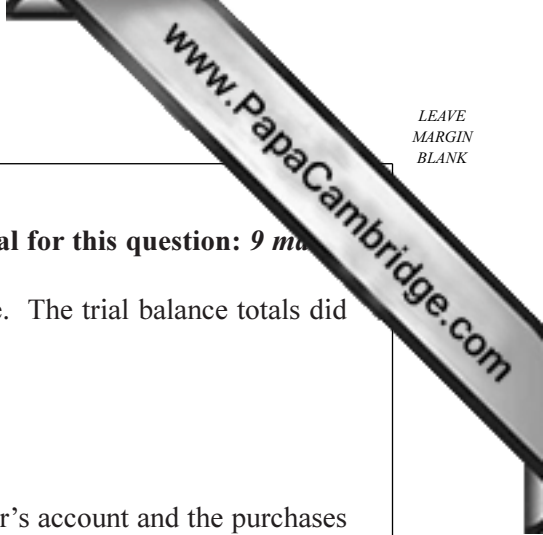 www.PapaCambridge.com
LEAVE
MARGIN
BLANK
al for this question: 9 ma
e. The trial balance totals did
r’s account and the purchases